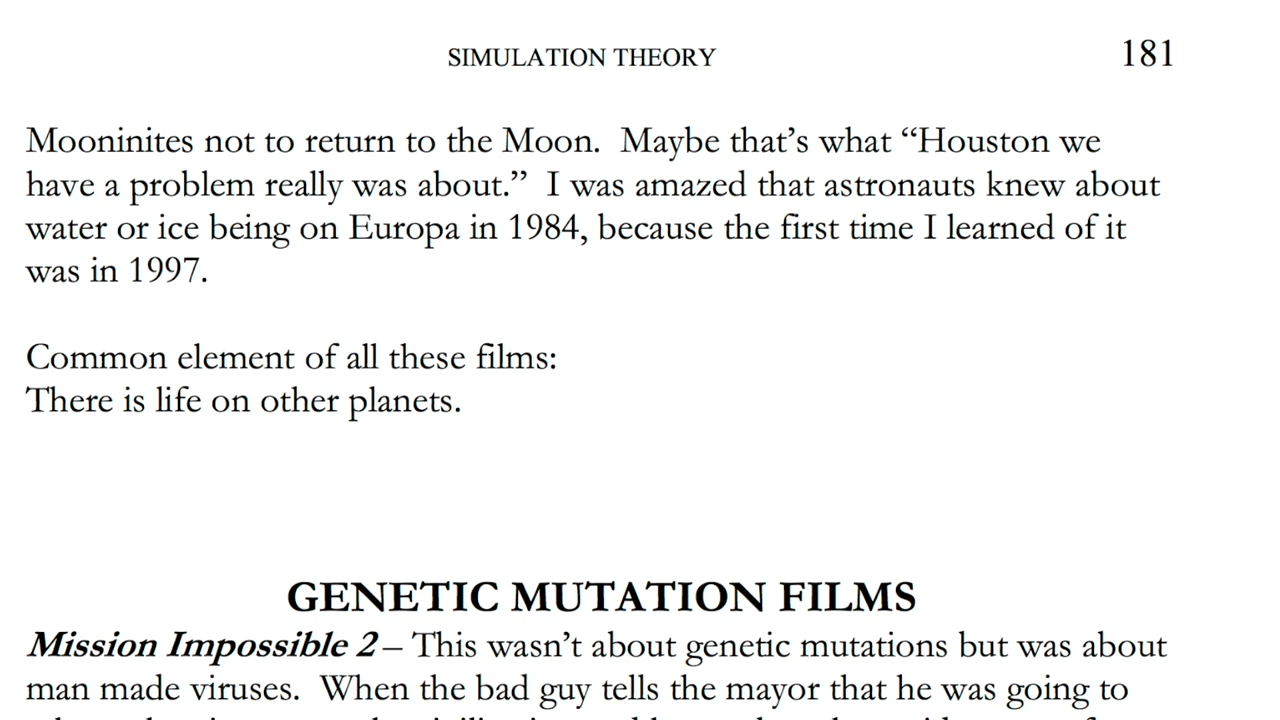 SIMULATION THEORY 181
Mooninites not to return to the Moon.  Maybe that’s what “Houston we
have a problem really was about.”  I was amazed that astronauts knew about
water or ice being on Europa in 1984, because the first time I learned of it
was in 1997.
Common element of all these films:
There is life on other planets.
GENETIC MUTATION FILMS
Mission Impossible 2 – This wasn’t about genetic mutations but was about
man made viruses.  When the bad guy tells the mayor that he was going to